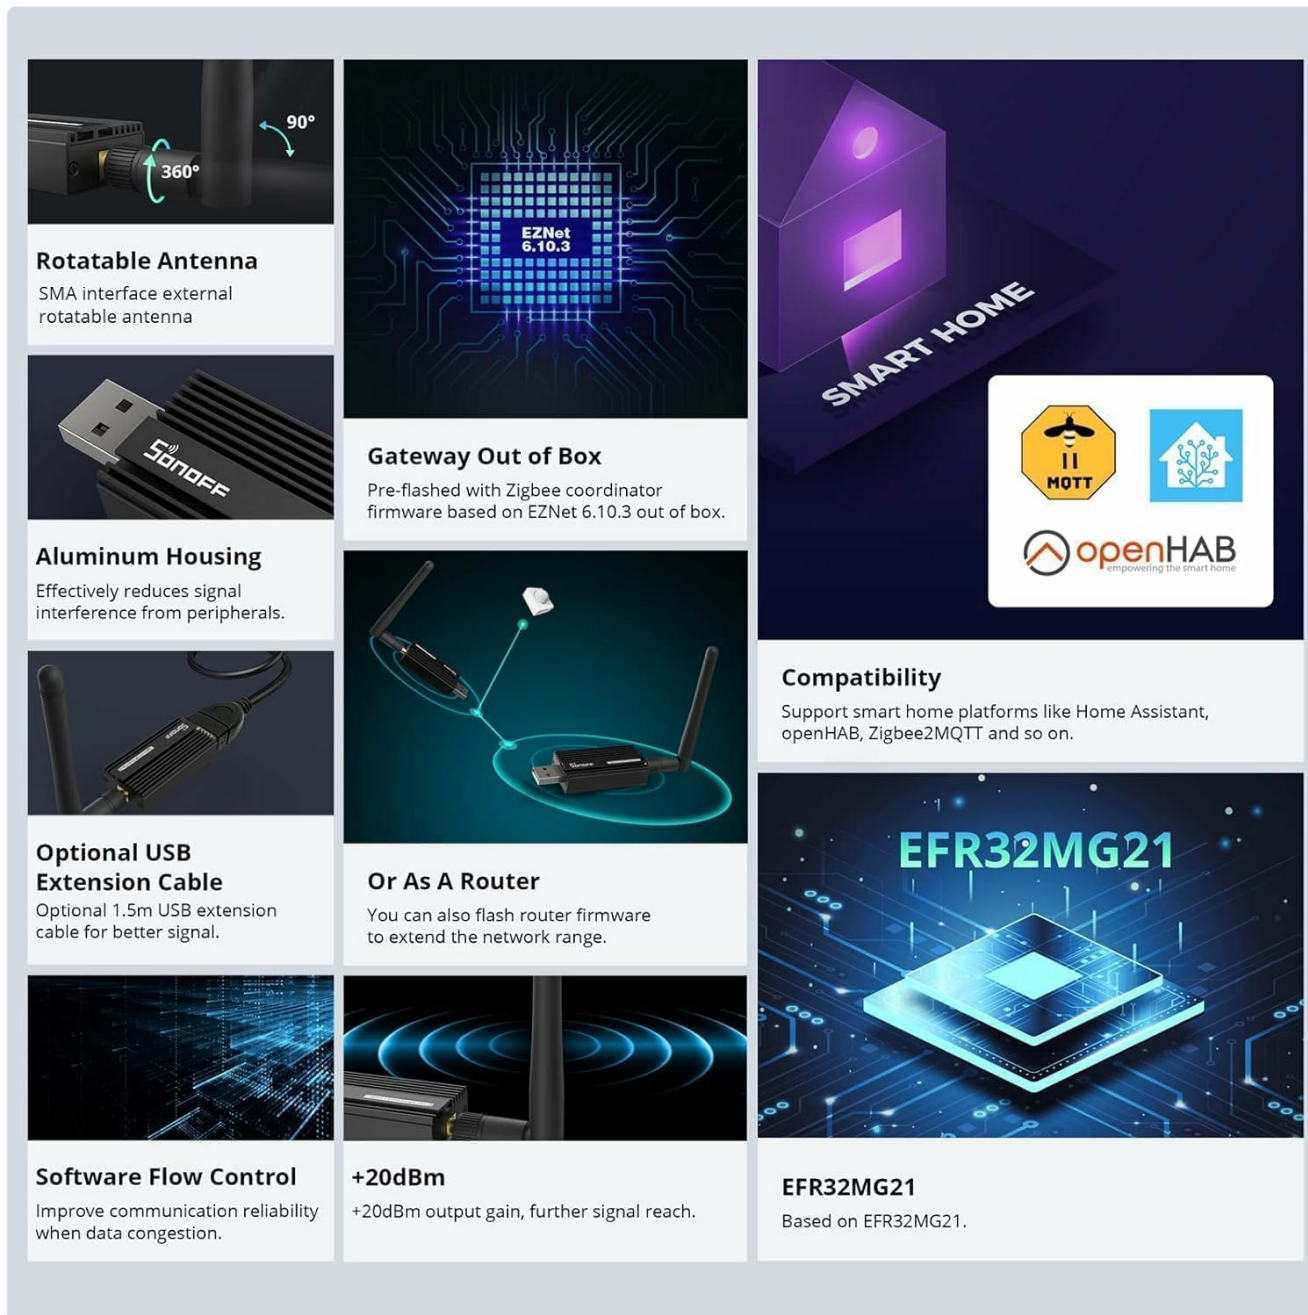 90°
360°
Rotatable Antenna
SMA interface external
rotatable antenna
SONOFF
Aluminum Housing
Effectively reduces signal
interference from peripherals.
SONOFF
Optional USB
Extension Cable
Optional 1.5m USB extension
cable for better signal.
Software Flow Control
Improve communication reliability
when data congestion.
EZNet
6.10.3
Gateway Out of Box
Pre-flashed with Zigbee coordinator
firmware based on EZNet 6.10.3 out of box.
SONOFF
Or As A Router
You can also flash router firmware
to extend the network range.
+20dBm
+20dBm output gain, further signal reach.
SMART HOME
MQTT
openHAB
empowering the smart home
Compatibility
Support smart home platforms like Home Assistant,
openHAB, Zigbee2MQTT and so on.
EFR32MG21
EFR32MG21
Based on EFR32MG21.